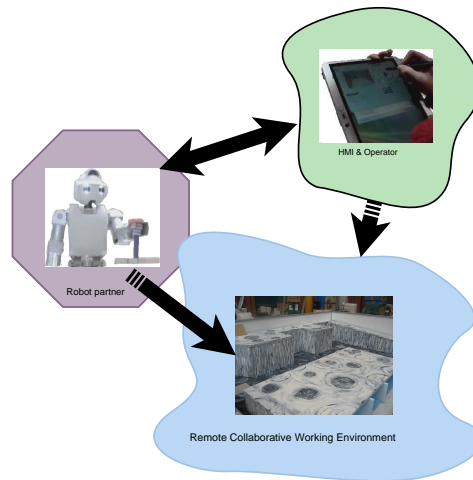 HMI & Operator
Robot partner
Remote Collaborative Working Environment